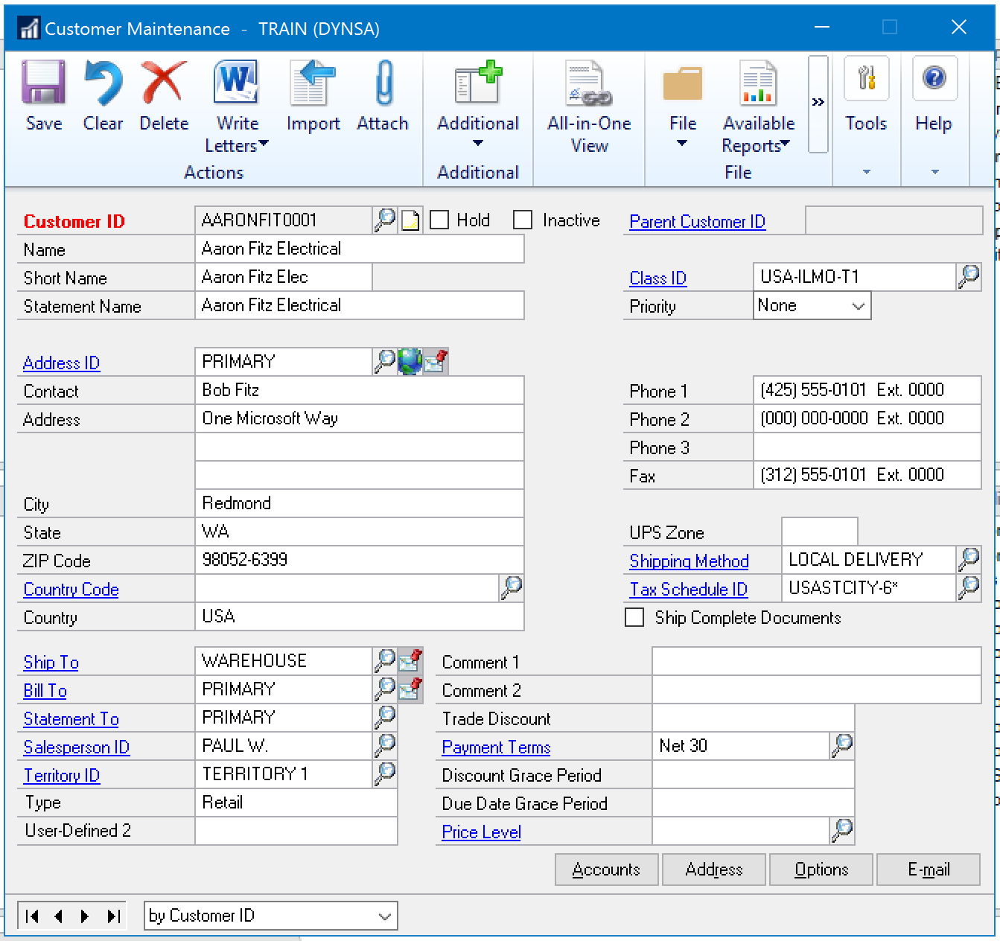 Customer Maintenance - TRAIN (DYNSA)
Save Clear Delete Write Letters Import Attach Additional All-in-One View File Available Reports » Tools Help
Actions Additional File
Customer ID AARONFIT0001 Hold Inactive Parent Customer ID
Name Aaron Fitz Electrical
Short Name Aaron Fitz Elec Class ID USA-ILMO-T1
Statement Name Aaron Fitz Electrical Priority None
Address ID PRIMARY
Contact Bob Fitz Phone 1 (425) 555-0101 Ext. 0000
Address One Microsoft Way Phone 2 (000) 000-0000 Ext. 0000
Phone 3
Fax (312) 555-0101 Ext. 0000
City Redmond
State WA UPS Zone
ZIP Code 98052-6399 Shipping Method LOCAL DELIVERY
Country Code Tax Schedule ID USASTCITY-6*
Country USA Ship Complete Documents
Ship To WAREHOUSE Comment 1
Bill To PRIMARY Comment 2
Statement To PRIMARY Trade Discount
Salesperson ID PAUL W. Payment Terms Net 30
Territory ID TERRITORY 1 Discount Grace Period
Type Retail Due Date Grace Period
User-Defined 2 Price Level
Accounts Address Options E-mail
by Customer ID